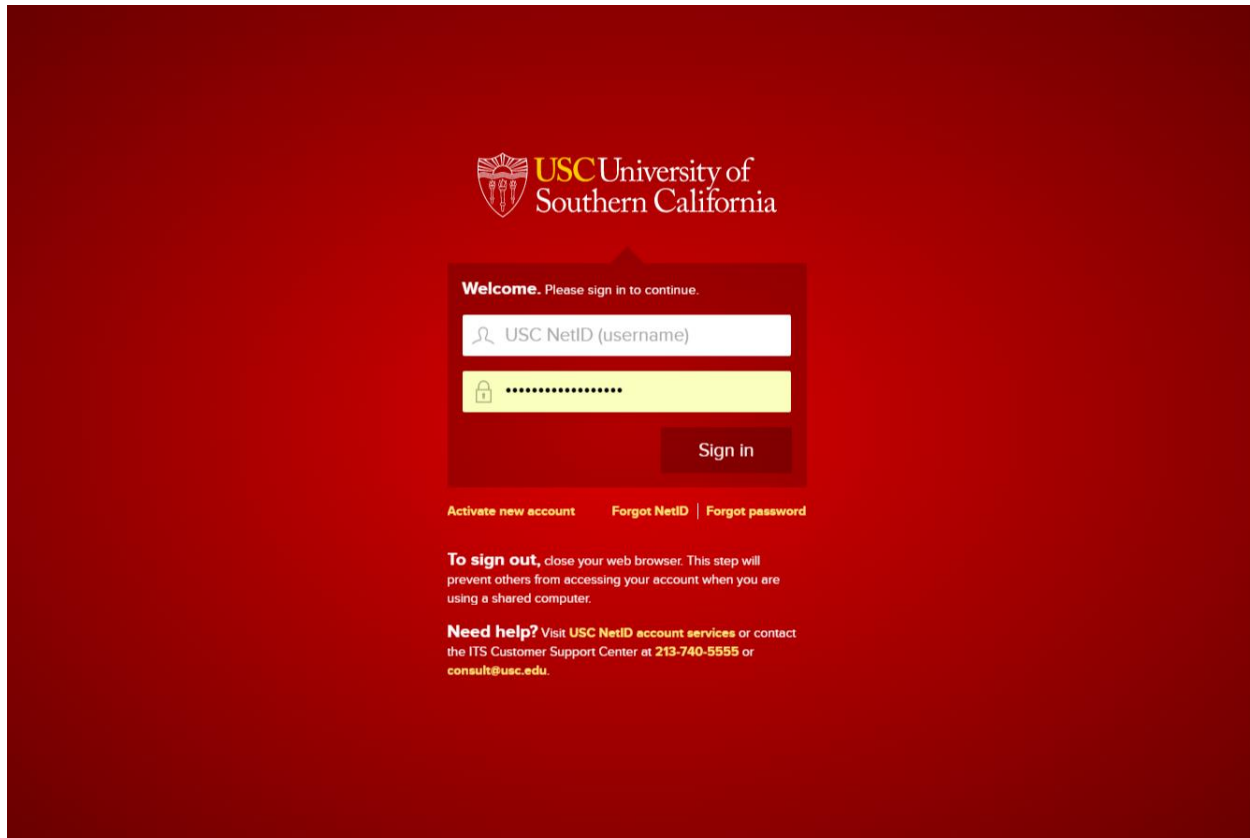 USC University of
Southern California
Welcome. Please sign in to continue.
USC NetID (username)
••••••••••••••••••
Sign in
Activate new account Forgot NetID | Forgot password
To sign out, close your web browser. This step will
prevent others from accessing your account when you are
using a shared computer.
Need help? Visit USC NetID account services or contact
the ITS Customer Support Center at 213-740-5555 or
consult@usc.edu.